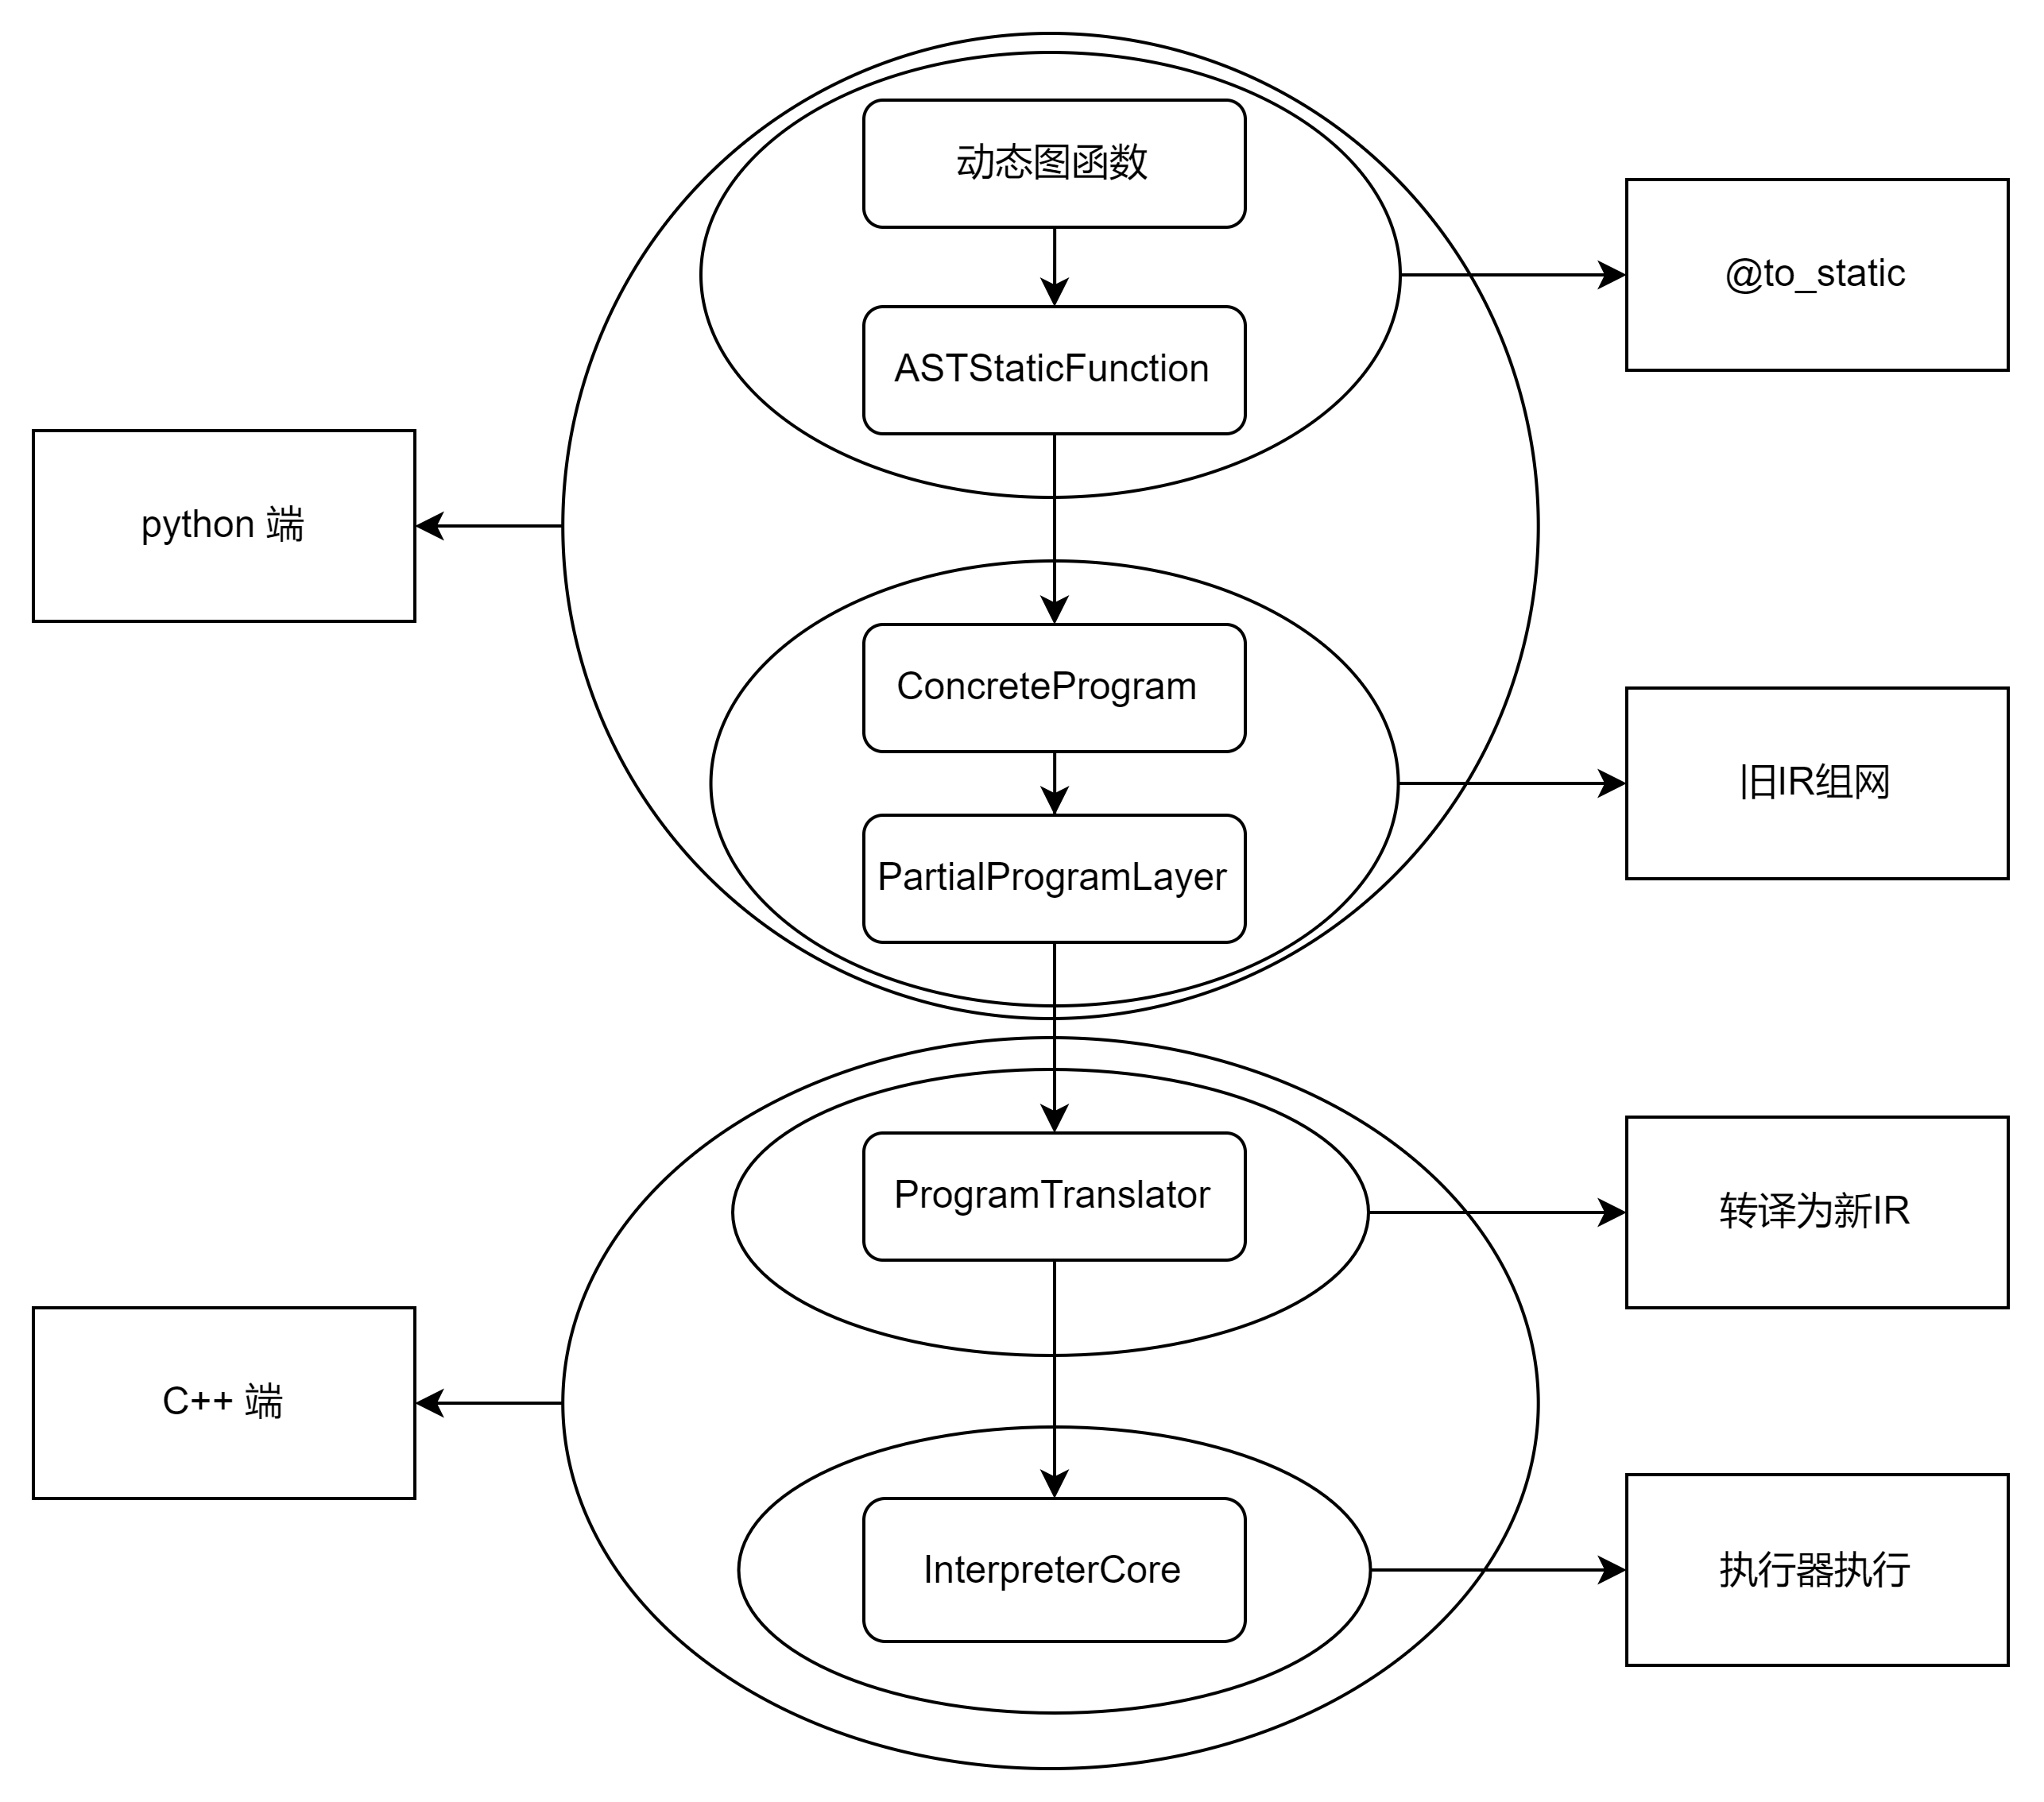 动态图函数
@to_static
ASTStaticFunction
python 端
ConcreteProgram
旧IR组网
PartialProgramLayer
ProgramTranslator
转译为新IR
C++ 端
InterpreterCore
执行器执行